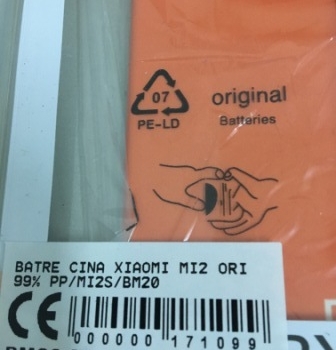 07
PE-LD
original
Batteries
BATRE CINA XIAOMI MI2 ORI
99% PP/MI2S/BM20
CE
000000 171099